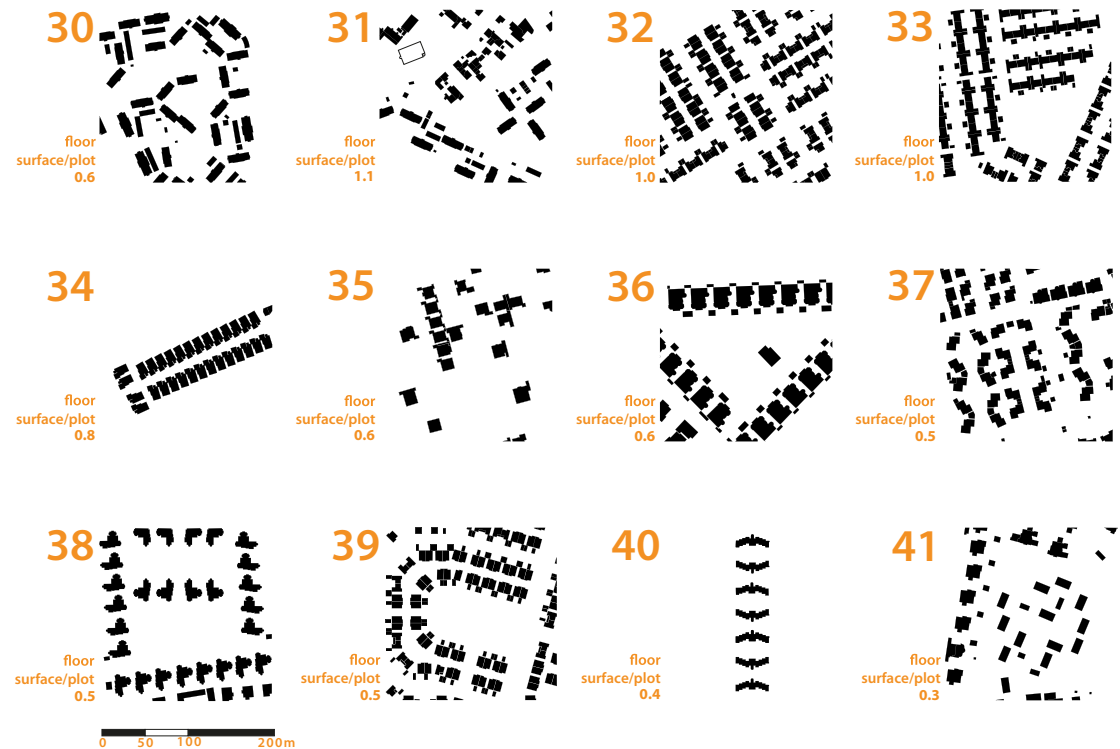 30
floor
surface/plot
0.6
31
floor
surface/plot
1.1
32
floor
surface/plot
1.0
33
floor
surface/plot
1.0
34
floor
surface/plot
0.8
35
floor
surface/plot
0.6
36
floor
surface/plot
0.6
37
floor
surface/plot
0.5
38
floor
surface/plot
0.5
39
floor
surface/plot
0.5
40
floor
surface/plot
0.4
41
floor
surface/plot
0.3
0 50 100 200m